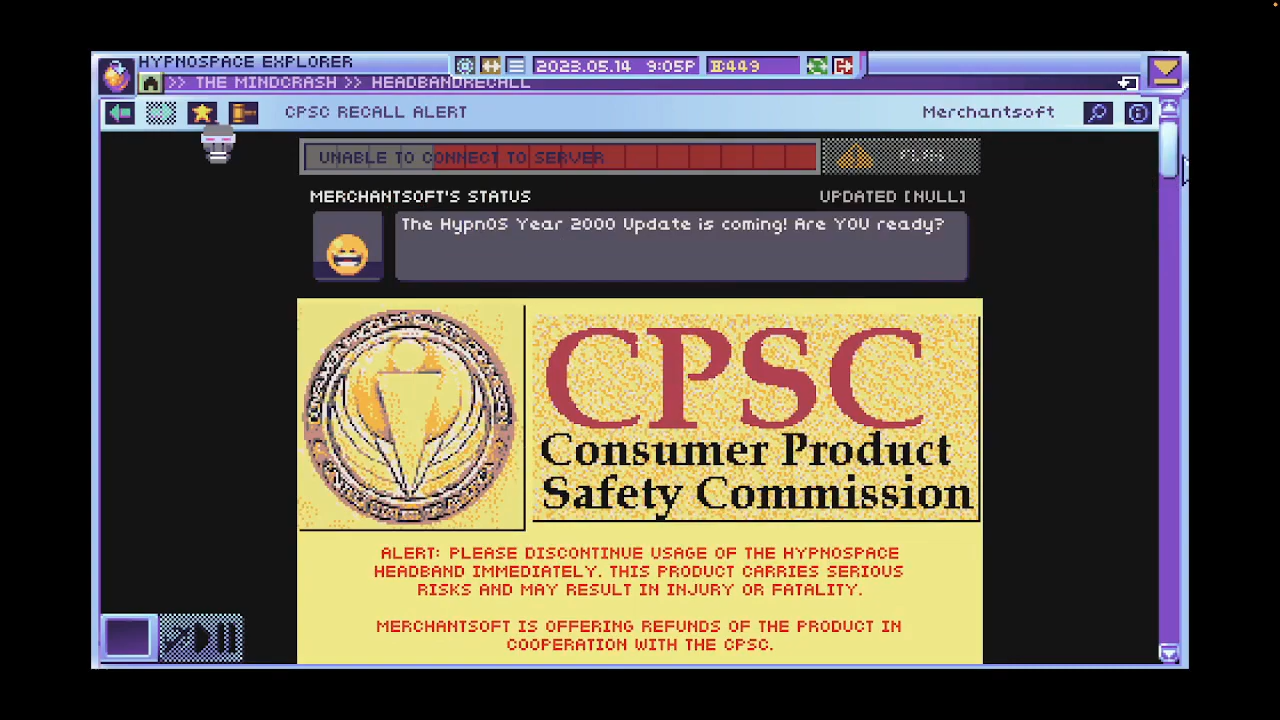 HYPNOSPACE EXPLORER
2023.05.14 9:05P
449
>> THE MINDCRASH >> HEADBANDRECALL
CPSC RECALL ALERT
Merchantsoft
UNABLE TO CONNECT TO SERVER
MERCHANTSOFT'S STATUS
UPDATED [NULL]
The HypnOS Year 2000 Update is coming! Are YOU ready?
CPSC
Consumer Product
Safety Commission
ALERT: PLEASE DISCONTINUE USAGE OF THE HYPNOSPACE
HEADBAND IMMEDIATELY. THIS PRODUCT CARRIES SERIOUS
RISKS AND MAY RESULT IN INJURY OR FATALITY.
MERCHANTSOFT IS OFFERING REFUNDS OF THE PRODUCT IN
COOPERATION WITH THE CPSC.